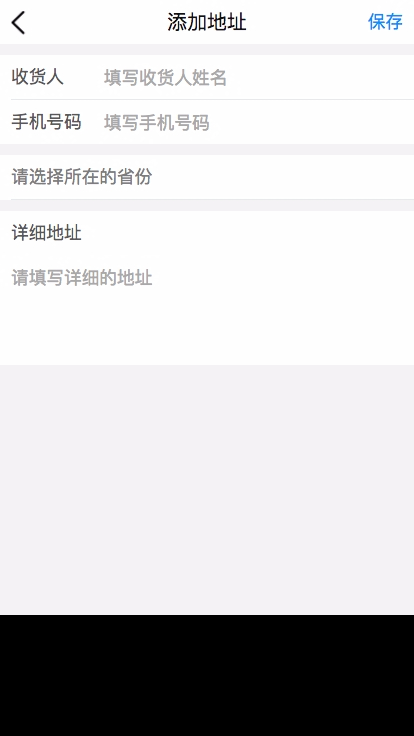 添加地址 保存
收货人 填写收货人姓名
手机号码 填写手机号码
请选择所在的省份
详细地址
请填写详细的地址